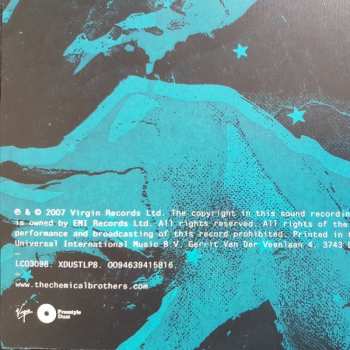 ℗ & © 2007 Virgin Records Ltd. The copyright in this sound recording
is owned by EMI Records Ltd. All rights reserved. All rights of the
performance and broadcasting of this record prohibited. Printed in
Universal International Music B.V. Gerrit Van Der Veenlaan 4. 3743
LC03098. XDUSTLP8. 0094639415816.
www.thechemicalbrothers.com
Virgin
Freestyle
Dust